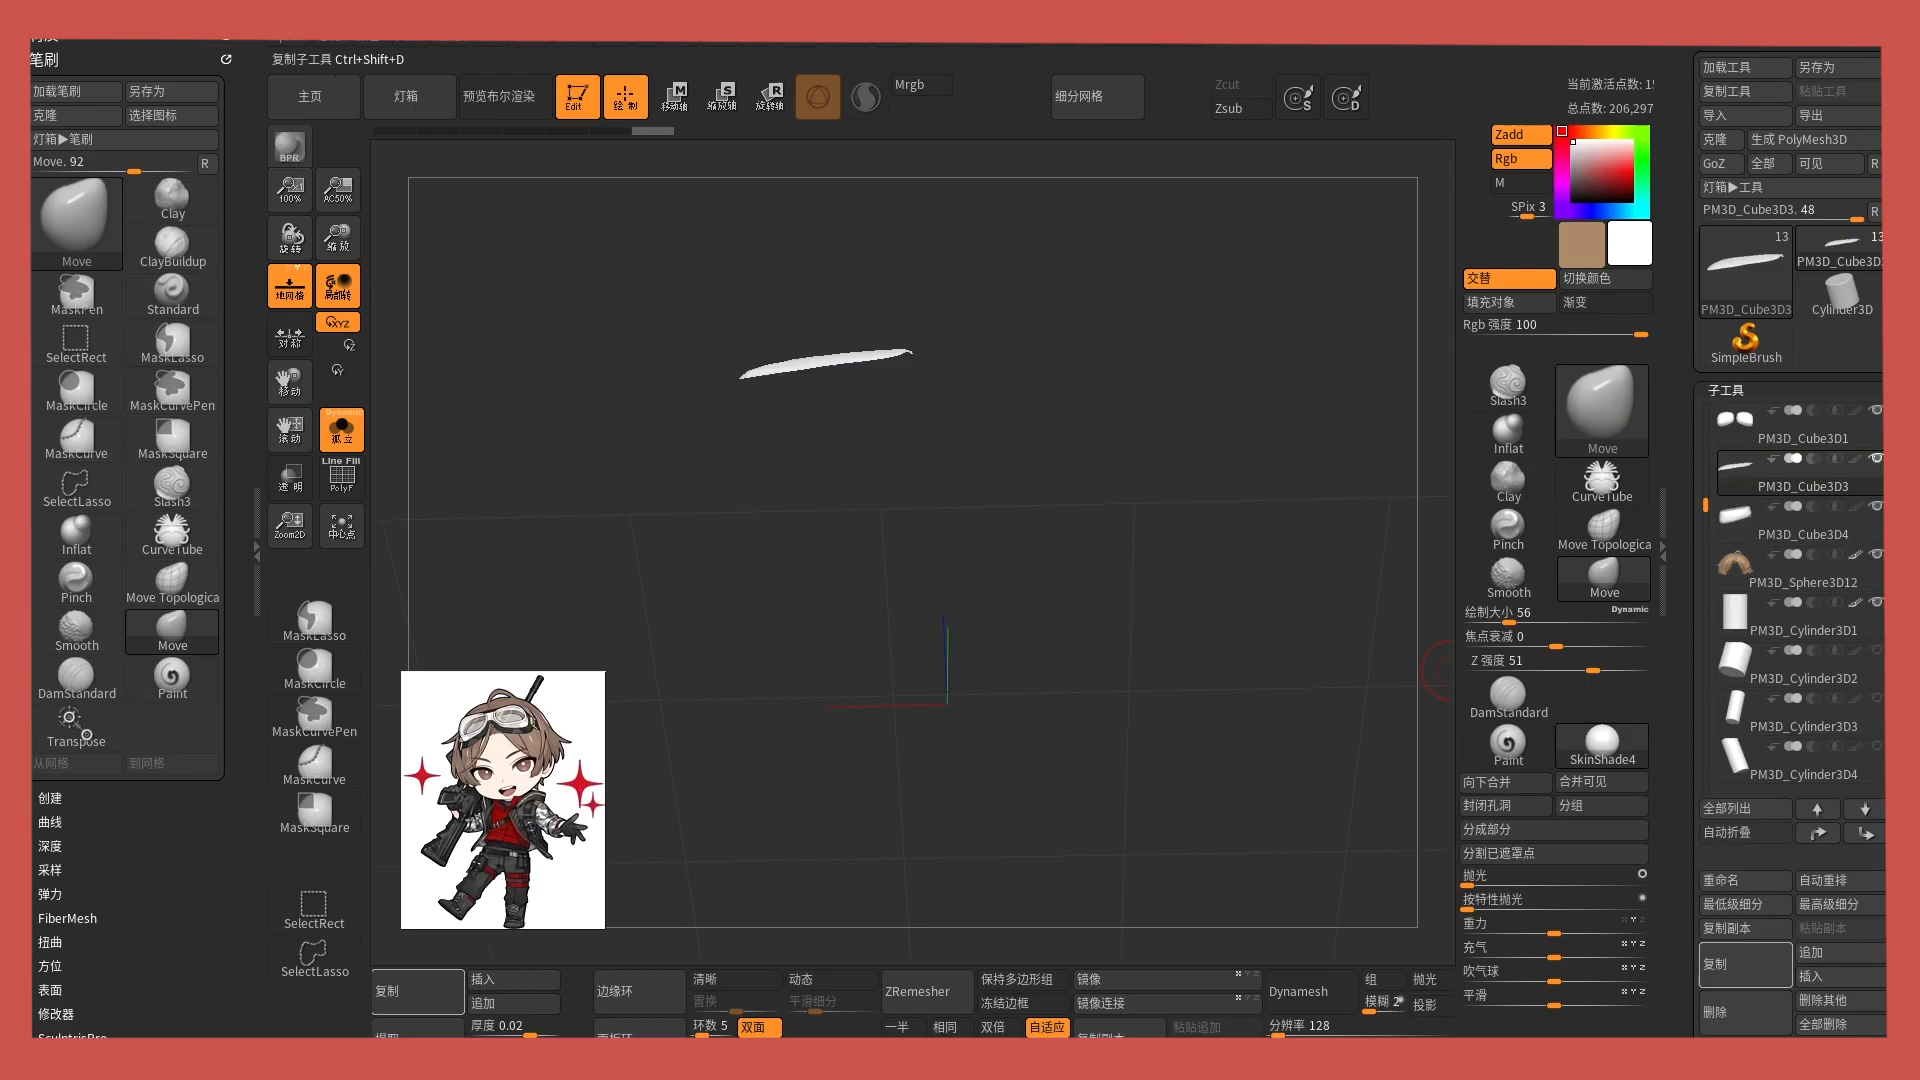 笔刷
加载笔刷
另存为
克隆
选择图标
灯箱▶笔刷
Move. 92
R
Move
Clay
ClayBuildup
MaskPen
Standard
SelectRect
MaskLasso
MaskCircle
MaskCurvePen
MaskCurve
MaskSquare
SelectLasso
Slash3
Inflat
CurveTube
Pinch
Move Topologica
Smooth
Move
DamStandard
Paint
Transpose
从网格
到网格
创建
曲线
深度
采样
弹力
FiberMesh
扭曲
方位
表面
修改器
复制子工具 Ctrl+Shift+D
主页
灯箱
预览布尔渲染
Edit
绘制
M
移动轴
S
缩放轴
R
旋转轴
Mrgb
细分网格
Zcut
Zsub
S
D
当前激活点数: 1
总点数: 206,297
BPR
100%
AC50%
旋转
缩放
地网格
局部转
对称
XYZ
移动
滚动
Dynamic
孤立
透明
Line Fill
PolyF
Zoom2D
中心点
MaskLasso
MaskCircle
MaskCurvePen
MaskCurve
MaskSquare
SelectRect
SelectLasso
复制
插入
追加
厚度 0.02
边缘环
清晰
置换
环数 5
双面
动态
平滑细分
ZRemesher
一半
相同
保持多边形组
冻结边框
双倍
自适应
镜像
镜像连接
粘贴追加
Dynamesh
分辨率 128
组
抛光
模糊 2
投影
Zadd
Rgb
M
SPix 3
交替
切换颜色
填充对象
渐变
Rgb 强度 100
Slash3
Inflat
Move
Clay
CurveTube
Pinch
Move Topologica
Smooth
Move
绘制大小 56
Dynamic
焦点衰减 0
Z 强度 51
DamStandard
Paint
SkinShade4
向下合并
合并可见
封闭孔洞
分组
分成部分
分割已遮罩点
抛光
按特性抛光
重力
充气
吹气球
平滑
加载工具
另存为
复制工具
粘贴工具
导入
导出
克隆
生成 PolyMesh3D
GoZ
全部
可见
R
灯箱▶工具
PM3D_Cube3D3. 48
R
13
13
PM3D_Cube3D3
PM3D_Cube3D
Cylinder3D
SimpleBrush
子工具
PM3D_Cube3D1
PM3D_Cube3D3
PM3D_Cube3D4
PM3D_Sphere3D12
PM3D_Cylinder3D1
PM3D_Cylinder3D2
PM3D_Cylinder3D3
PM3D_Cylinder3D4
全部列出
自动折叠
重命名
自动重排
最低级细分
最高级细分
复制副本
粘贴副本
复制
追加
插入
删除
删除其他
全部删除